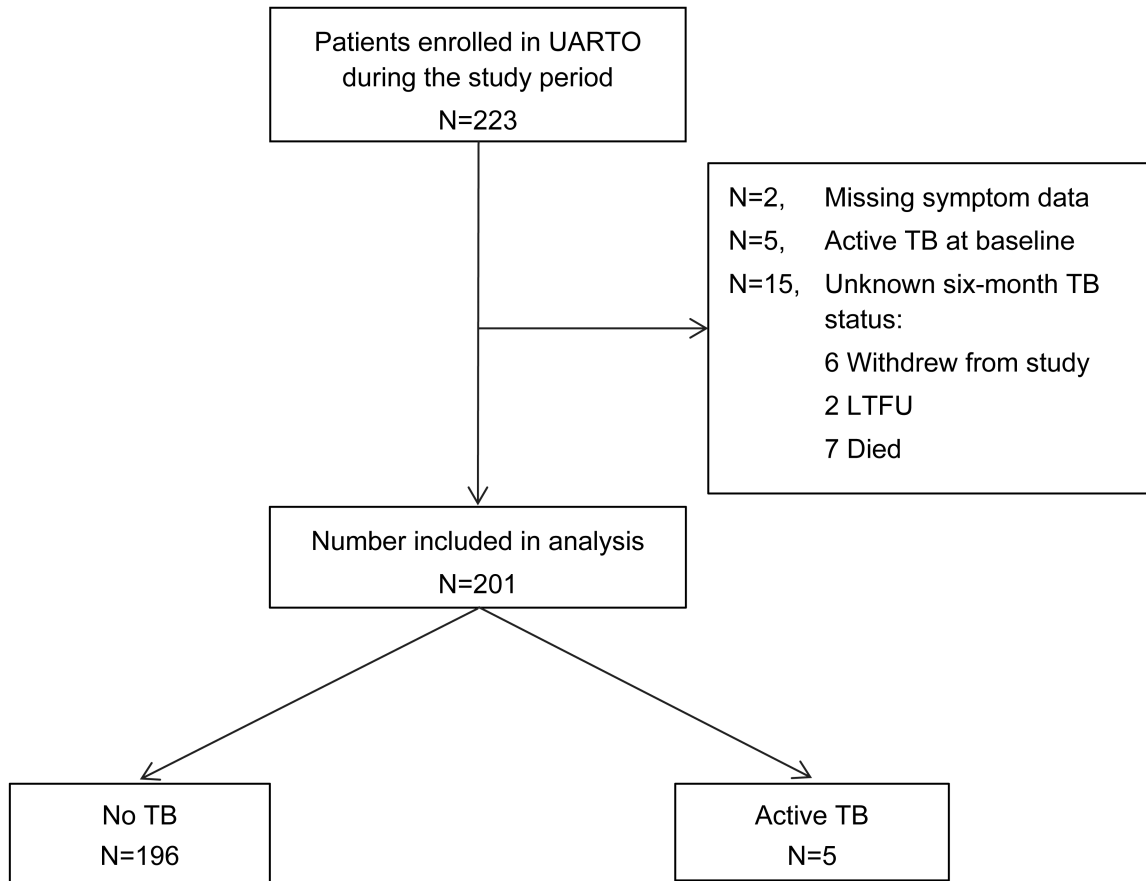 Patients enrolled in UARTO
during the study period
N=223
N=2, Missing symptom data
N=5, Active TB at baseline
N=15, Unknown six-month TB
status:
6 Withdrew from study
2 LTFU
7 Died
Number included in analysis
N=201
No TB
N=196
Active TB
N=5